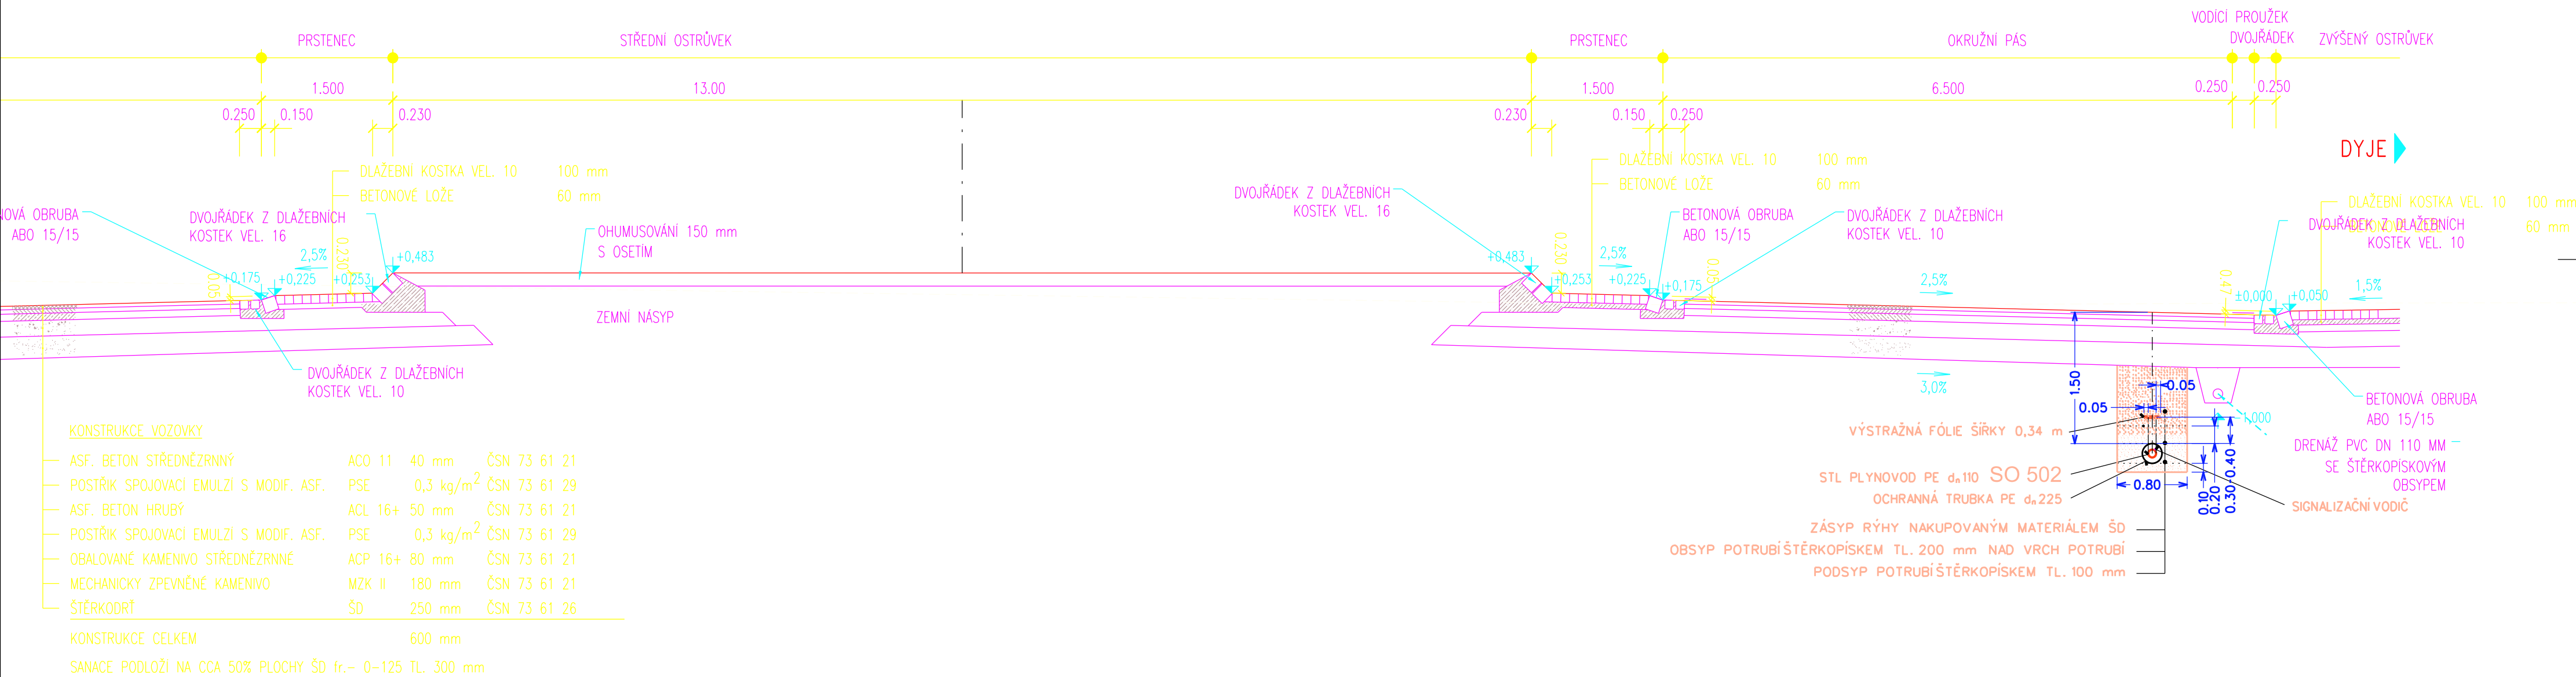 PRSTENEC
STŘEDNÍ OSTRŮVEK
PRSTENEC
OKRUŽNÍ PÁS
VODÍCÍ PROUŽEK
DVOJŘÁDEK
ZVÝŠENÝ OSTRŮVEK
1.500
13.00
1.500
6.500
0.250
0.250
0.250
0.150
0.230
0.230
0.150
0.250
DYJE
DLAŽEBNÍ KOSTKA VEL. 10 100 mm
BETONOVÉ LOŽE 60 mm
NOVÁ OBRUBA
ABO 15/15
DVOJŘÁDEK Z DLAŽEBNÍCH
KOSTEK VEL. 16
2,5%
0.230
+0,483
0.05
+0,175
+0,225
+0,253
OHUMUSOVÁNÍ 150 mm
S OSETÍM
ZEMNÍ NÁSYP
DVOJŘÁDEK Z DLAŽEBNÍCH
KOSTEK VEL. 10
DLAŽEBNÍ KOSTKA VEL. 10 100 mm
BETONOVÉ LOŽE 60 mm
DVOJŘÁDEK Z DLAŽEBNÍCH
KOSTEK VEL. 16
BETONOVÁ OBRUBA
ABO 15/15
DVOJŘÁDEK Z DLAŽEBNÍCH
KOSTEK VEL. 10
+0,483
0.230
2,5%
+0,253
+0,225
+0,175
0.05
2,5%
3,0%
DLAŽEBNÍ KOSTKA VEL. 10 100 mm
60 mm
DVOJŘÁDEK Z DLAŽEBNÍCH
KOSTEK VEL. 10
0.47
±0,000
+0,050
1,5%
BETONOVÁ OBRUBA
ABO 15/15
DRENÁŽ PVC DN 110 MM
SE ŠTĚRKOPÍSKOVÝM
OBSYPEM
1,000
1.50
0.05
0.05
0.80
0.10
0.20
0.30-0.40
VÝSTRAŽNÁ FÓLIE ŠÍŘKY 0,34 m
STL PLYNOVOD PE dn110 SO 502
OCHRANNÁ TRUBKA PE dn225
SIGNALIZAČNÍ VODIČ
ZÁSYP RÝHY NAKUPOVANÝM MATERIÁLEM ŠD
OBSYP POTRUBÍ ŠTĚRKOPÍSKEM TL. 200 mm NAD VRCH POTRUBÍ
PODSYP POTRUBÍ ŠTĚRKOPÍSKEM TL. 100 mm
KONSTRUKCE VOZOVKY
ASF. BETON STŘEDNĚZRNNÝ ACO 11 40 mm ČSN 73 61 21
POSTŘIK SPOJOVACÍ EMULZÍ S MODIF. ASF. PSE 0,3 kg/m2 ČSN 73 61 29
ASF. BETON HRUBÝ ACL 16+ 50 mm ČSN 73 61 21
POSTŘIK SPOJOVACÍ EMULZÍ S MODIF. ASF. PSE 0,3 kg/m2 ČSN 73 61 29
OBALOVANÉ KAMENIVO STŘEDNĚZRNNÉ ACP 16+ 80 mm ČSN 73 61 21
MECHANICKY ZPEVNĚNÉ KAMENIVO MZK II 180 mm ČSN 73 61 21
ŠTĚRKODRŤ ŠD 250 mm ČSN 73 61 26
KONSTRUKCE CELKEM 600 mm
SANACE PODLOŽÍ NA CCA 50% PLOCHY ŠD fr.- 0-125 TL. 300 mm